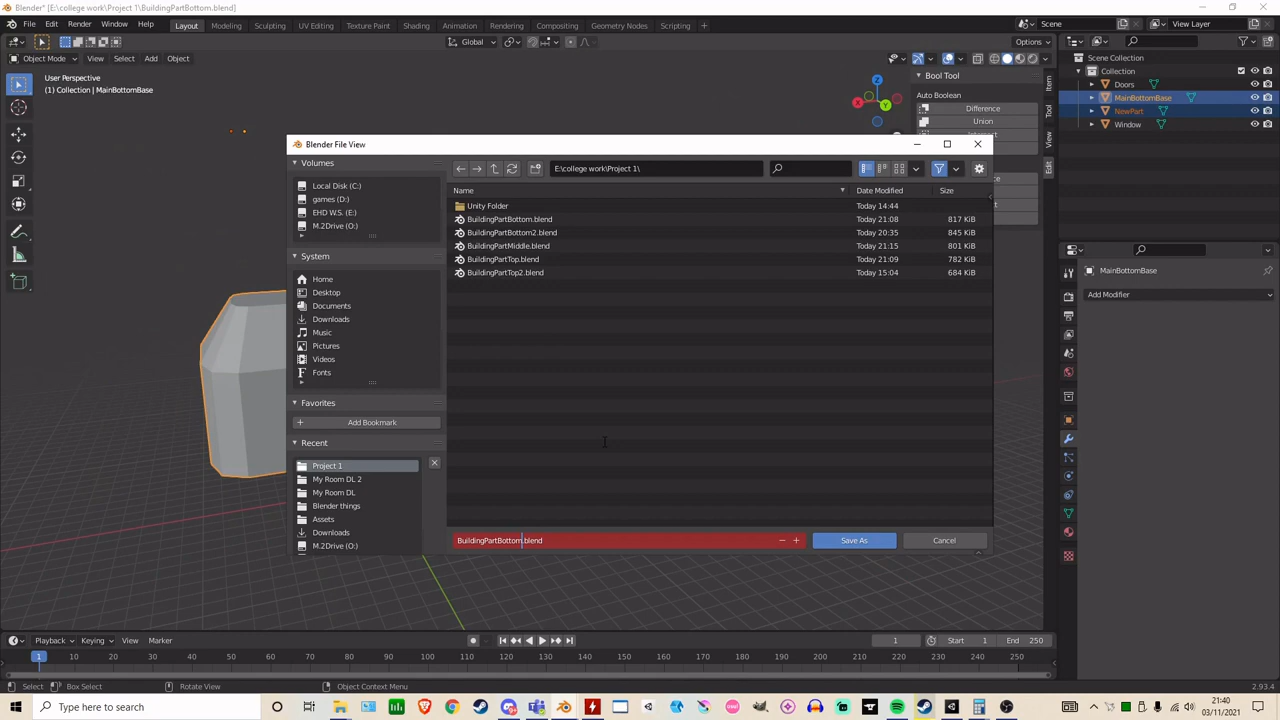 Blender* [E:\college work\Project 1\BuildingPartBottom.blend]
File Edit Render Window Help Layout Modeling Sculpting UV Editing Texture Paint Shading Animation Rendering Compositing Geometry Nodes Scripting + Scene View Layer
Global Options
Object Mode View Select Add Object
User Perspective
(1) Collection | MainBottomBase
Bool Tool
Auto Boolean
Difference
Union
Item
Tool
View
Edit
Scene Collection
Collection
Doors
MainBottomBase
NewPart
Window
MainBottomBase
Add Modifier
Blender File View
Volumes
Local Disk (C:)
games (D:)
EHD W.S. (E:)
M.2Drive (O:)
System
Home
Desktop
Documents
Downloads
Music
Pictures
Videos
Fonts
Favorites
+ Add Bookmark
Recent
Project 1
My Room DL 2
My Room DL
Blender things
Assets
Downloads
M.2Drive (O:)
E:\college work\Project 1\
Name Date Modified Size
Unity Folder Today 14:44
BuildingPartBottom.blend Today 21:08 817 KiB
BuildingPartBottom2.blend Today 20:35 845 KiB
BuildingPartMiddle.blend Today 21:15 801 KiB
BuildingPartTop.blend Today 21:09 782 KiB
BuildingPartTop2.blend Today 15:04 684 KiB
BuildingPartBottom.blend − + Save As Cancel
Playback Keying View Marker 1 Start 1 End 250
1 10 20 30 40 50 60 70 80 90 100 110 120 130 140 150 160 170 180 190 200 210 220 230 240 250
Select Box Select Rotate View Object Context Menu 2.93.4
Type here to search
21:40
03/11/2021